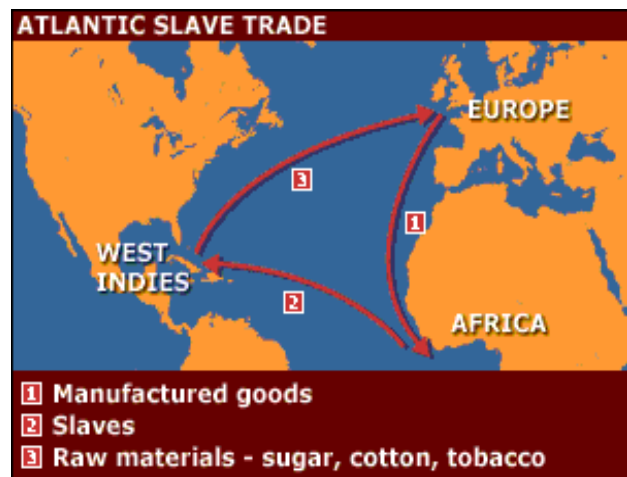 ATLANTIC SLAVE TRADE
EUROPE
3
1
WEST
INDIES
2
AFRICA
1 Manufactured goods
2 Slaves
3 Raw materials - sugar, cotton, tobacco